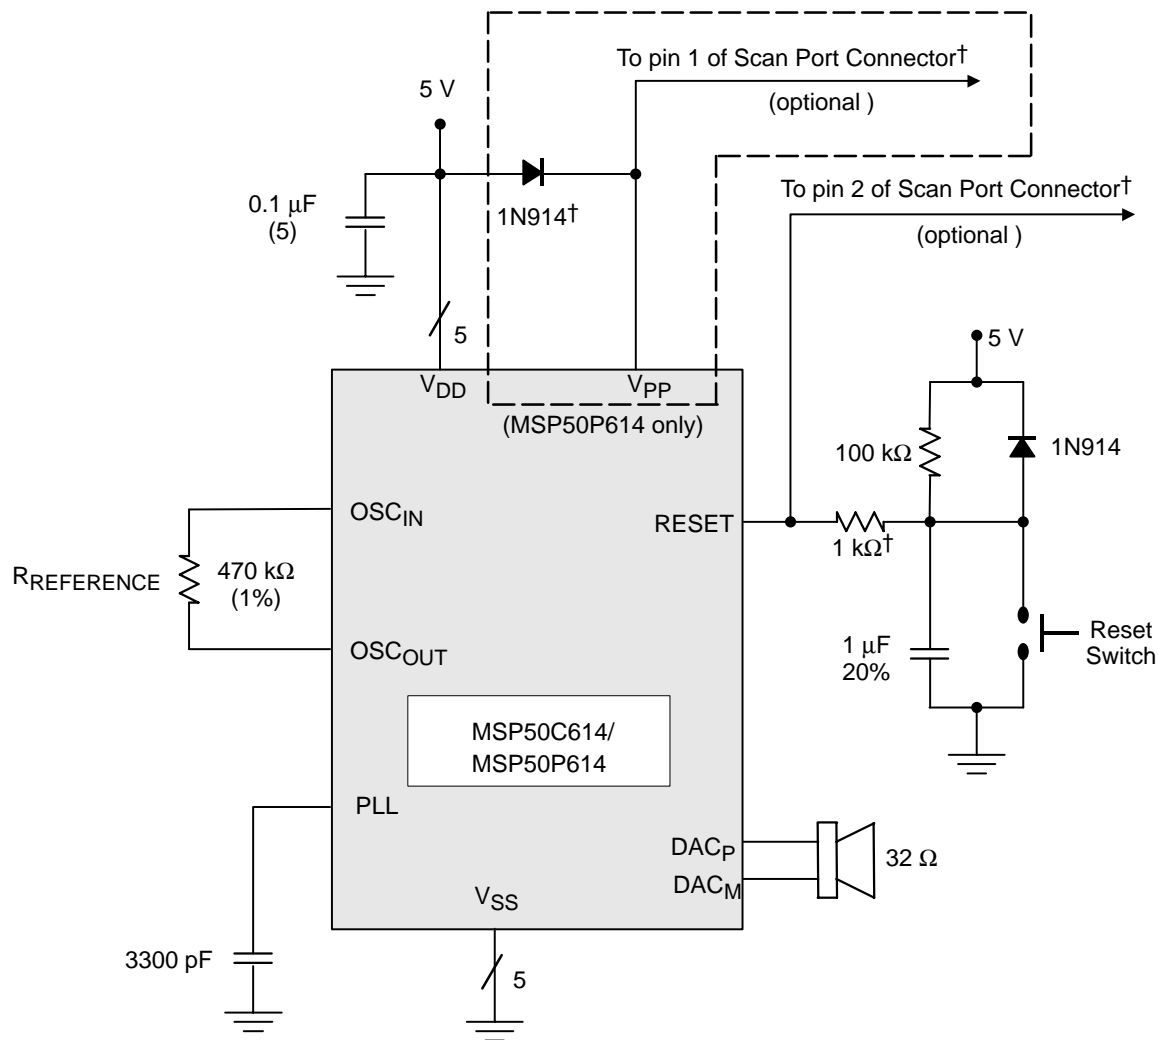 To pin 1 of Scan Port Connector†
(optional )
5 V
To pin 2 of Scan Port Connector†
(optional )
0.1 μF
(5)
1N914†
5
5 V
VDD
VPP
(MSP50P614 only)
100 kΩ
1N914
OSCIN
RESET
1 kΩ†
RREFERENCE
470 kΩ
(1%)
OSCOUT
1 μF
20%
Reset
Switch
MSP50C614/
MSP50P614
PLL
DACP
DACM
32 Ω
VSS
3300 pF
5